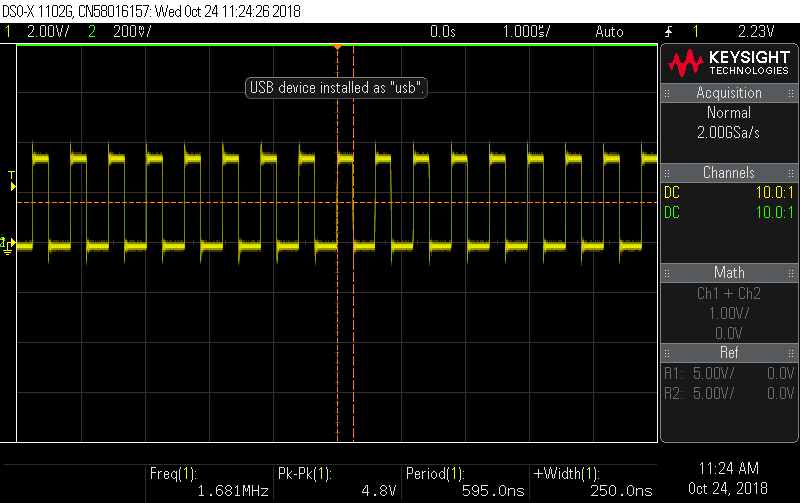 DSO-X 1102G, CN58016157: Wed Oct 24 11:24:26 2018
1 2.00V/ 2 200mV/ 0.0s 1.000us/ Auto 1 2.23V
USB device installed as "usb".
KEYSIGHT
TECHNOLOGIES
Acquisition
Normal
2.00GSa/s
Channels
DC 10.0:1
DC 10.0:1
Math
Ch1 + Ch2
1.00V/
0.0V
Ref
R1: 5.00V/ 0.0V
R2: 5.00V/ 0.0V
T
Freq(1): Pk-Pk(1): Period(1): +Width(1):
1.681MHz 4.8V 595.0ns 250.0ns
11:24 AM
Oct 24, 2018